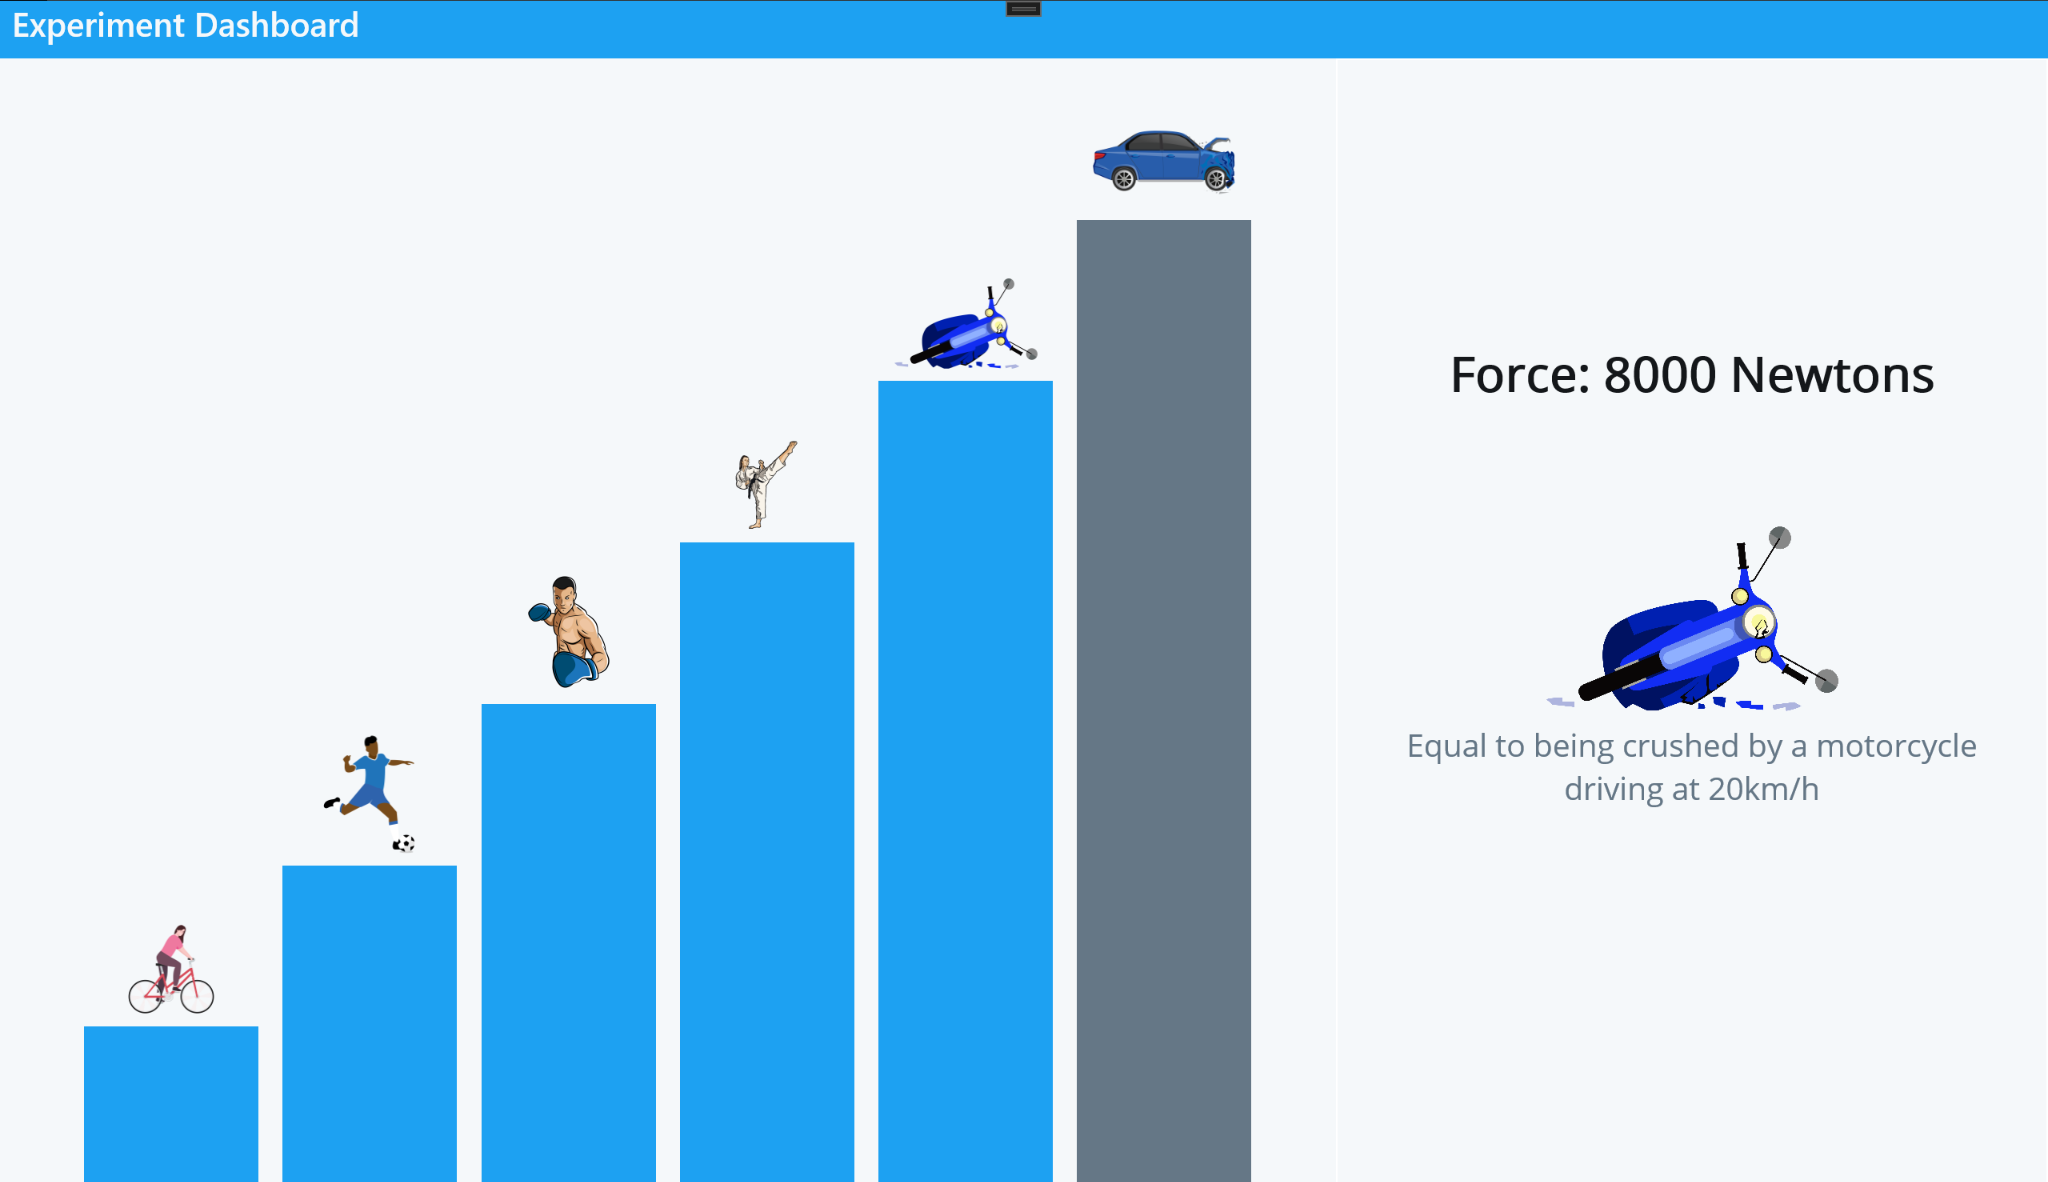 Experiment Dashboard
Force: 8000 Newtons
Equal to being crushed by a motorcycle
driving at 20km/h